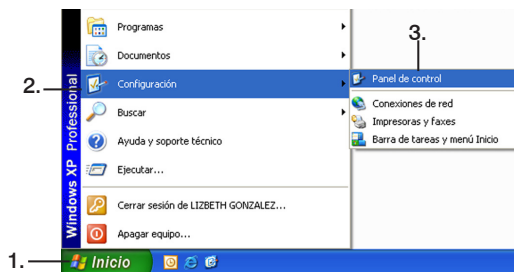 Programas
Documentos
3.
2.
Configuración
Panel de control
Buscar
Conexiones de red
Impresoras y faxes
Ayuda y soporte técnico
Barra de tareas y menú Inicio
Ejecutar...
Cerrar sesión de LIZBETH GONZALEZ...
Apagar equipo...
Windows XP Professional
1.
Inicio